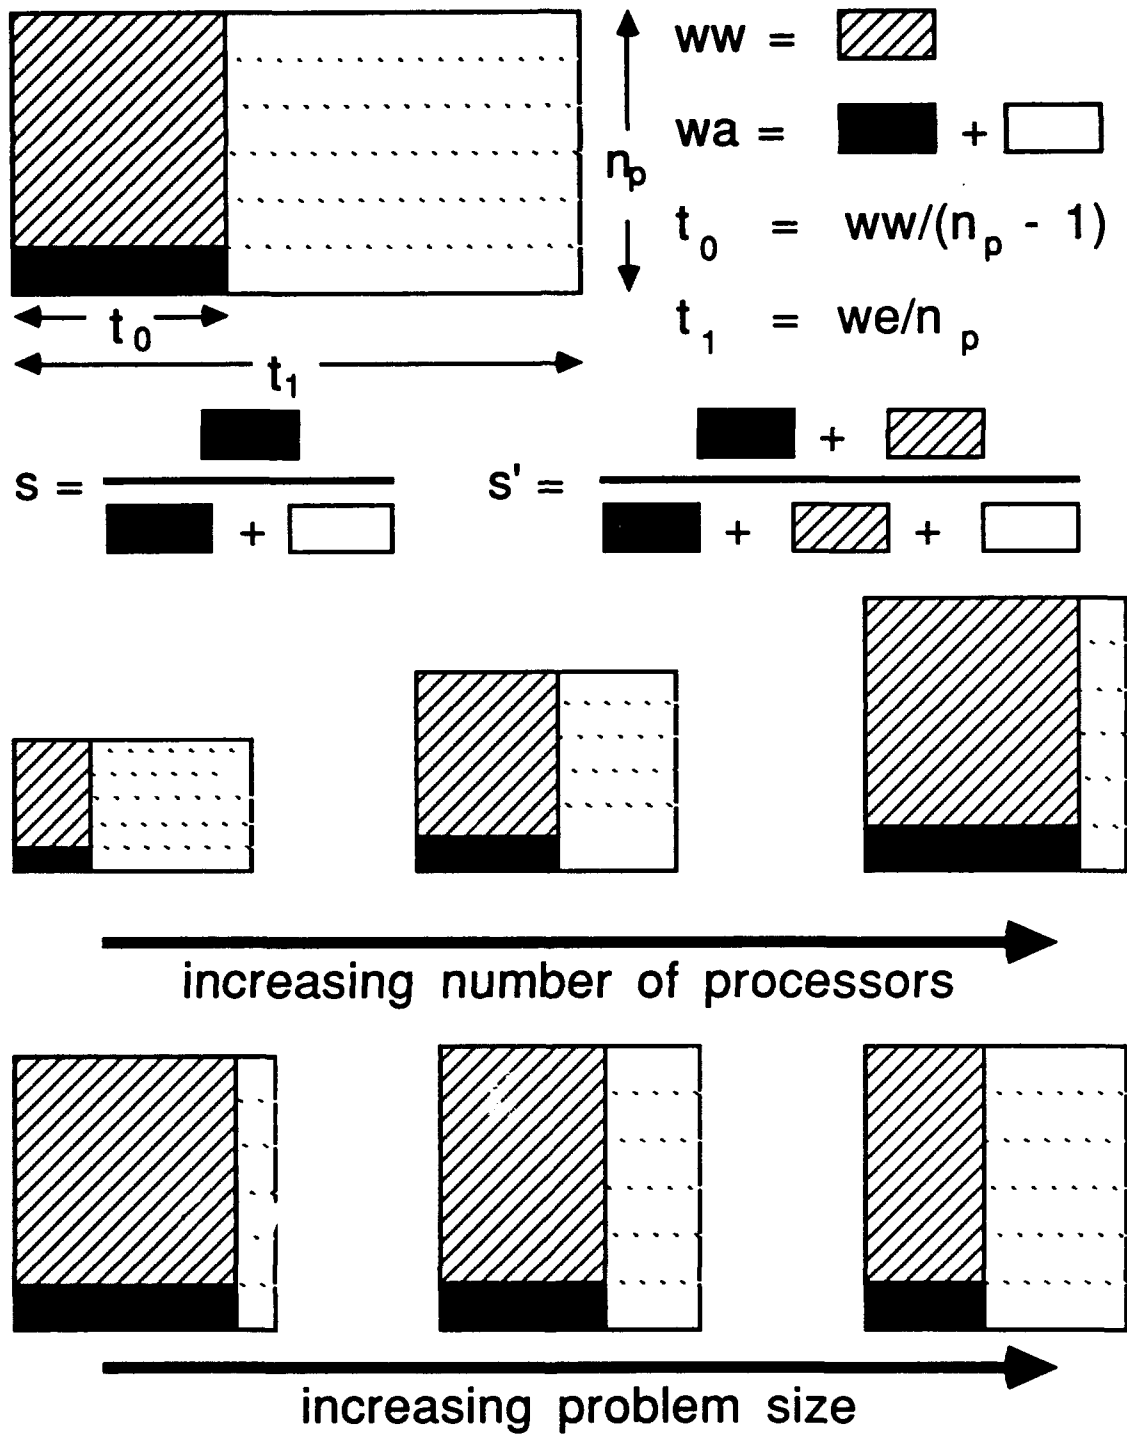 ww =
wa = +
n_p
t_0 = ww/(n_p - 1)
t_0
t_1 = we/n_p
t_1
s = +
s' = + + +
increasing number of processors
increasing problem size